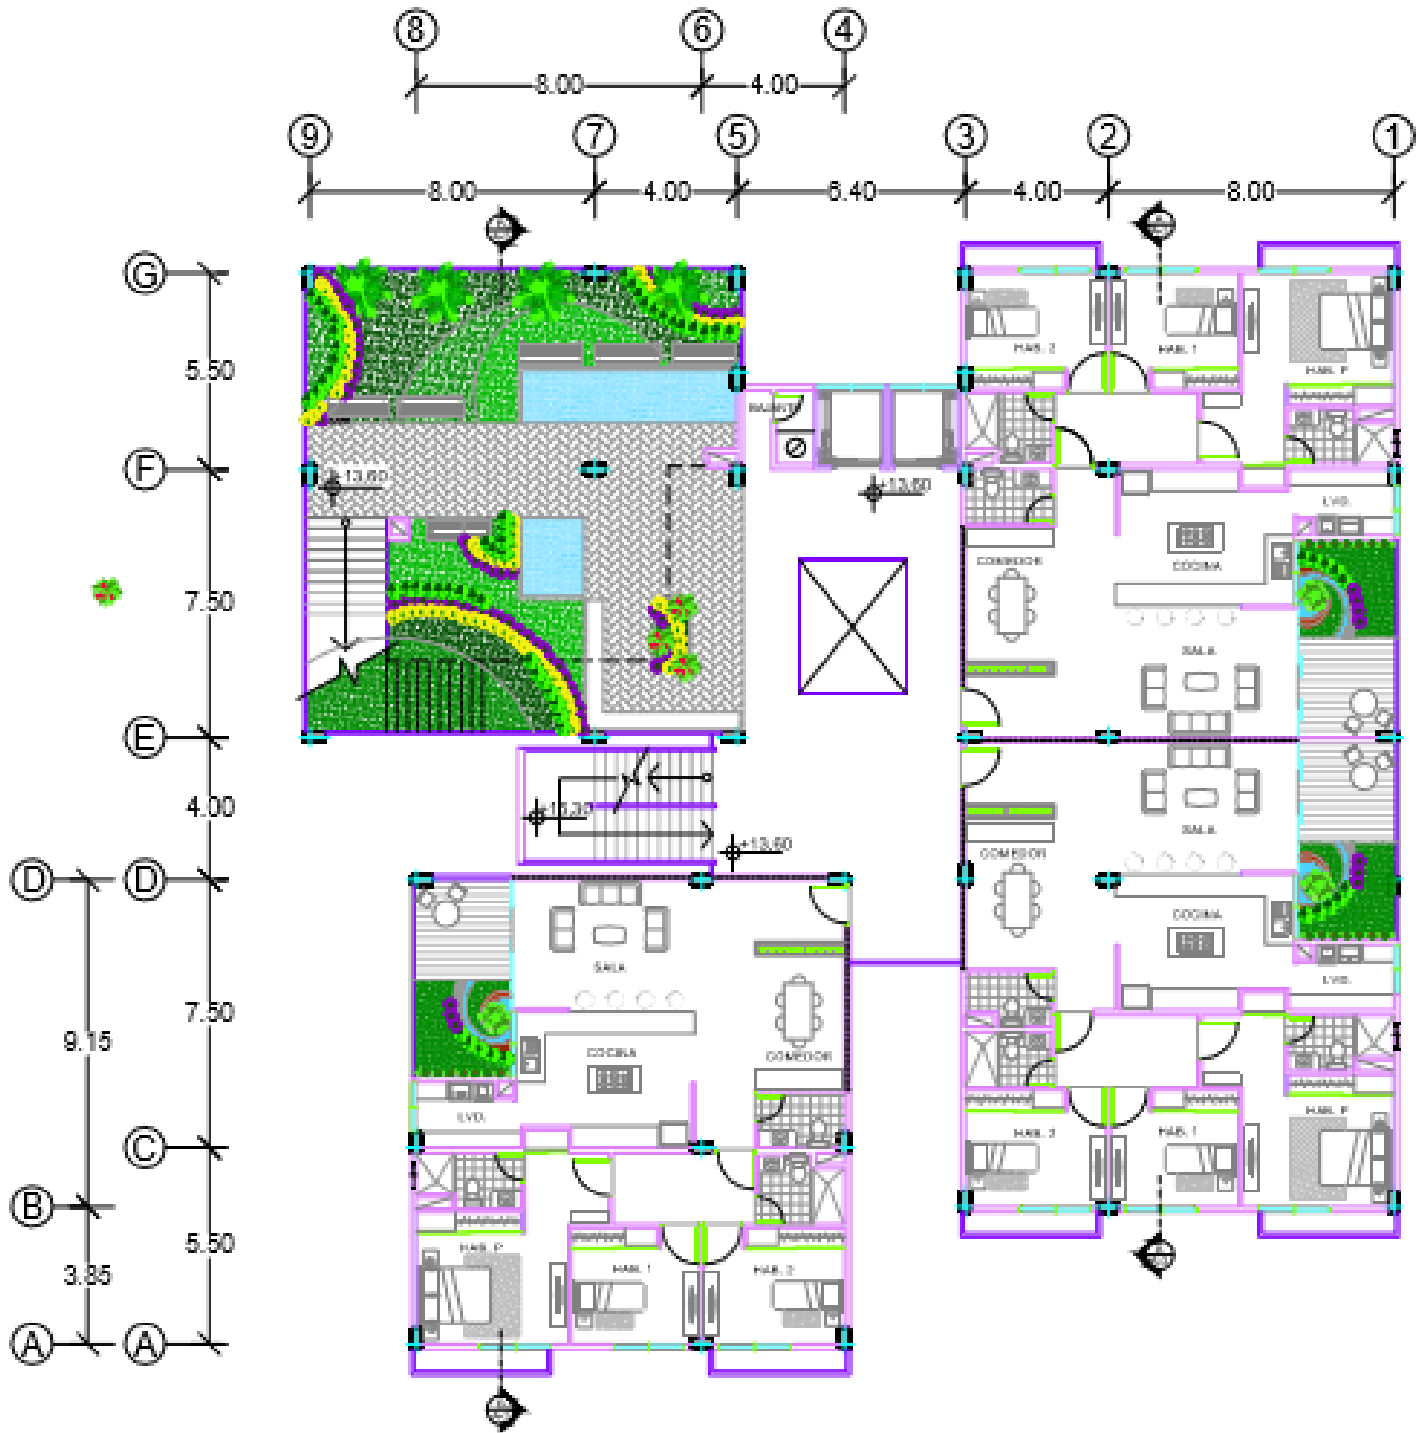 8 6 4
8.00 4.00
9 7 5 3 2 1
8.00 4.00 6.40 4.00 8.00
G
HAB. 2 HAB. 1
5.50
HAB. P
F
+13.60 +13.60
LVD.
COMEDOR COCINA
7.50
SALA
E
4.00
+15.30
SALA
+13.60
COMEDOR
D D
COCINA
SALA
LVD.
7.50
9.15
COCINA
COMEDOR
LVD.
HAB. P
HAB. 2 HAB. 1
C
B
5.50
HAB. P
HAB. 1 HAB. 2
3.85
A A